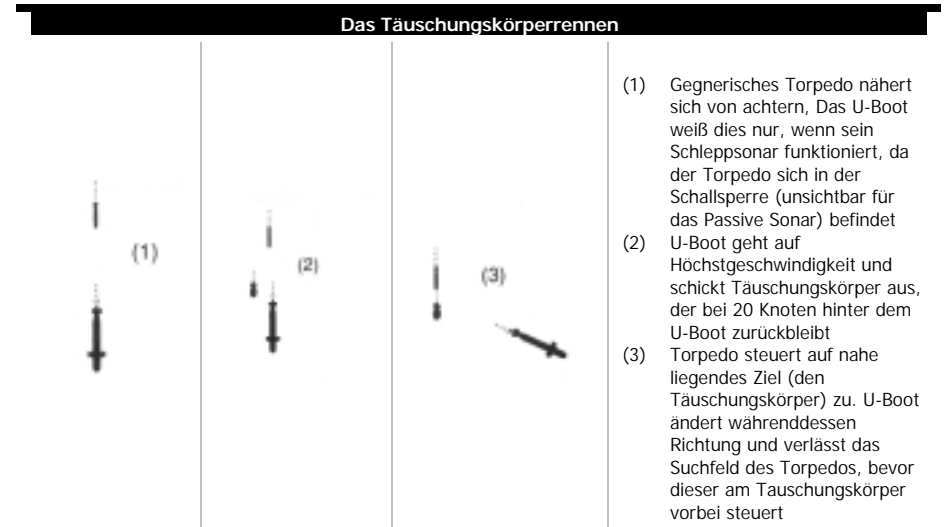 Das Täuschungskörperrennen
(1)
(2)
(3)
(1) Gegnerisches Torpedo nähert
sich von achtern, Das U-Boot
weiß dies nur, wenn sein
Schleppsonar funktioniert, da
der Torpedo sich in der
Schallsperre (unsichtbar für
das Passive Sonar) befindet
(2) U-Boot geht auf
Höchstgeschwindigkeit und
schickt Täuschungskörper aus,
der bei 20 Knoten hinter dem
U-Boot zurückbleibt
(3) Torpedo steuert auf nahe
liegendes Ziel (den
Täuschungskörper) zu. U-Boot
ändert währenddessen
Richtung und verlässt das
Suchfeld des Torpedos, bevor
dieser am Tauschungskörper
vorbei steuert